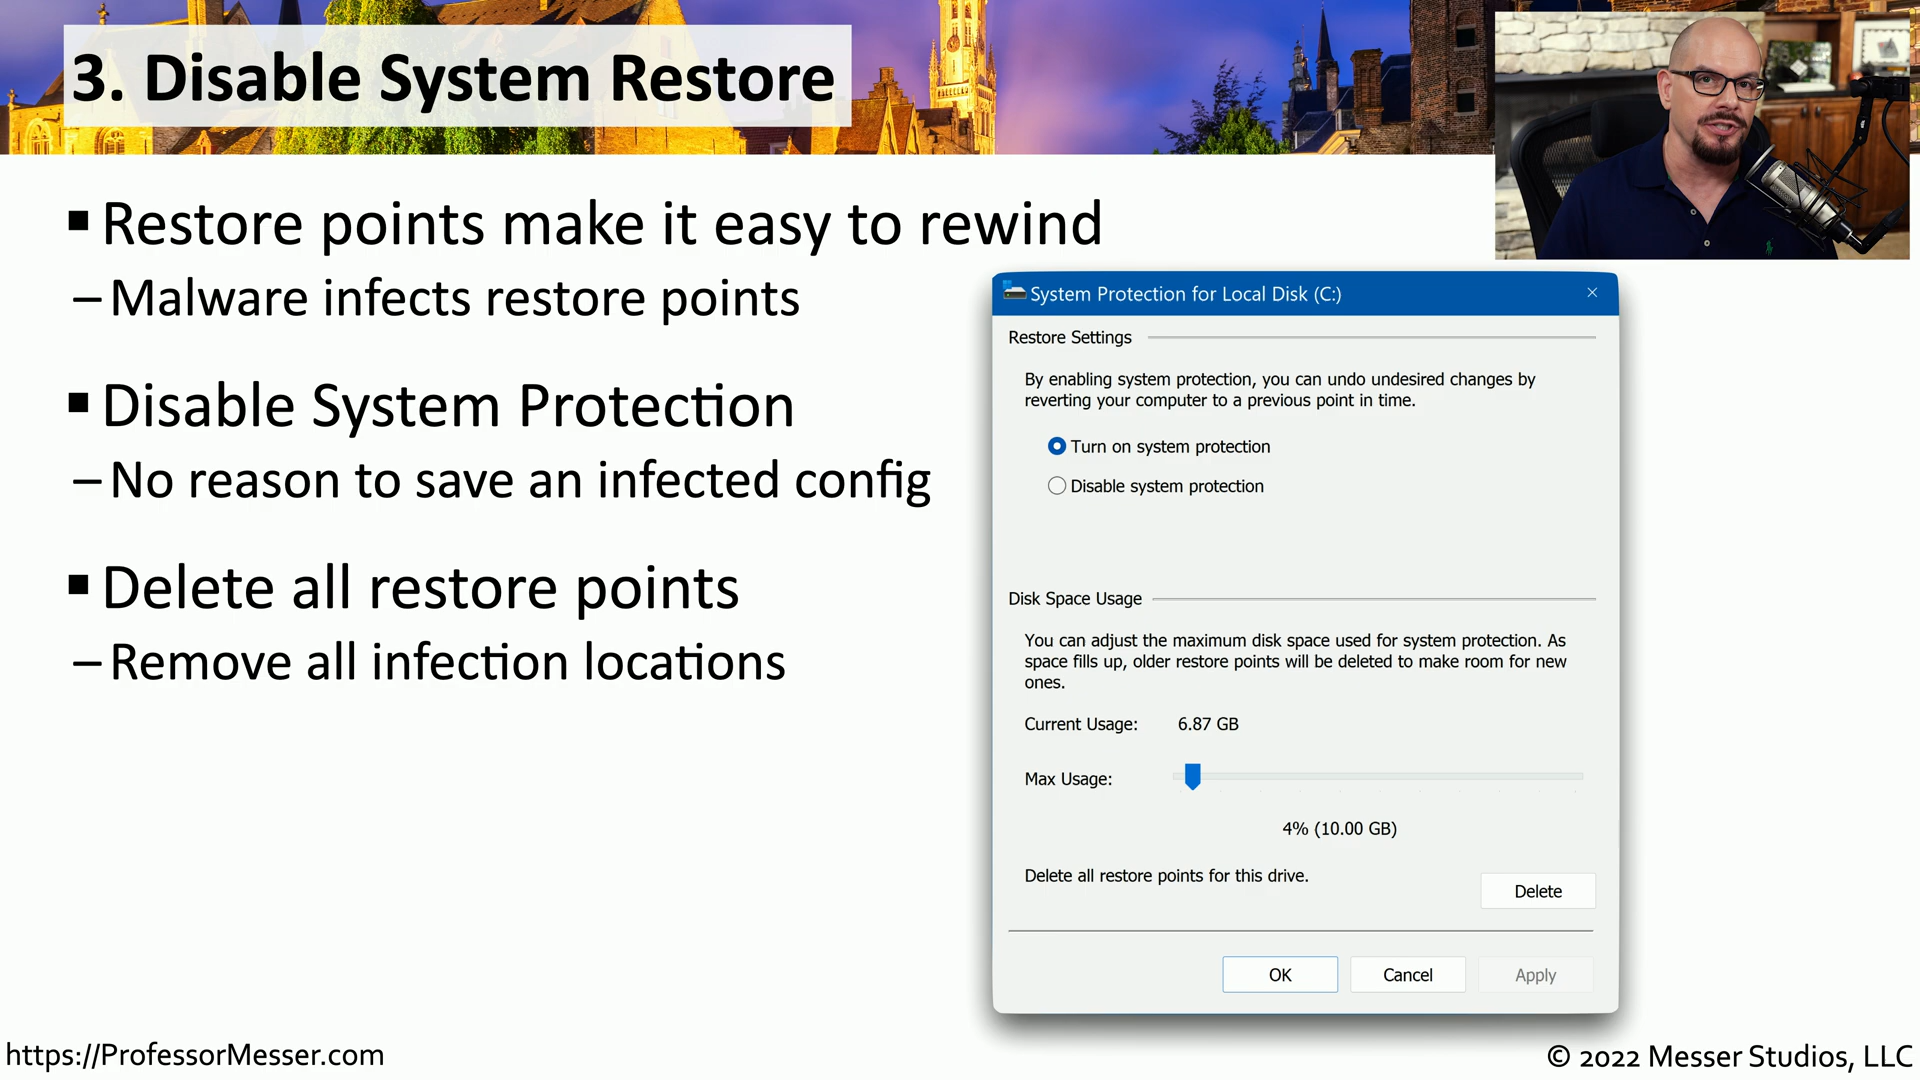 3. Disable System Restore
▪ Restore points make it easy to rewind
– Malware infects restore points
▪ Disable System Protection
– No reason to save an infected config
▪ Delete all restore points
– Remove all infection locations
System Protection for Local Disk (C:)
Restore Settings
By enabling system protection, you can undo undesired changes by
reverting your computer to a previous point in time.
Turn on system protection
Disable system protection
Disk Space Usage
You can adjust the maximum disk space used for system protection. As
space fills up, older restore points will be deleted to make room for new
ones.
Current Usage: 6.87 GB
Max Usage:
4% (10.00 GB)
Delete all restore points for this drive.
Delete
OK Cancel Apply
https://ProfessorMesser.com
© 2022 Messer Studios, LLC